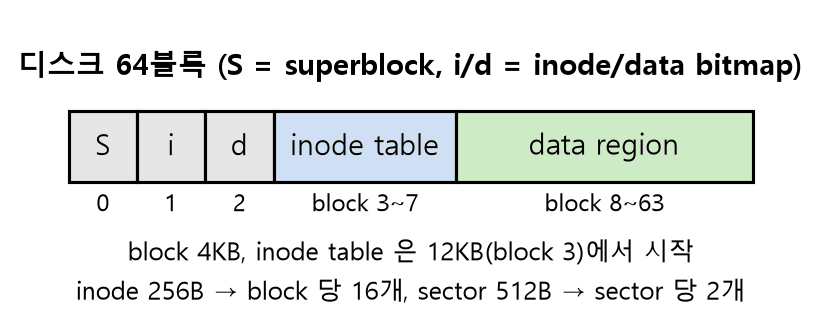 디스크 64블록 (S = superblock, i/d = inode/data bitmap)
S i d inode table data region
0 1 2 block 3~7 block 8~63
block 4KB, inode table 은 12KB(block 3)에서 시작
inode 256B → block 당 16개, sector 512B → sector 당 2개